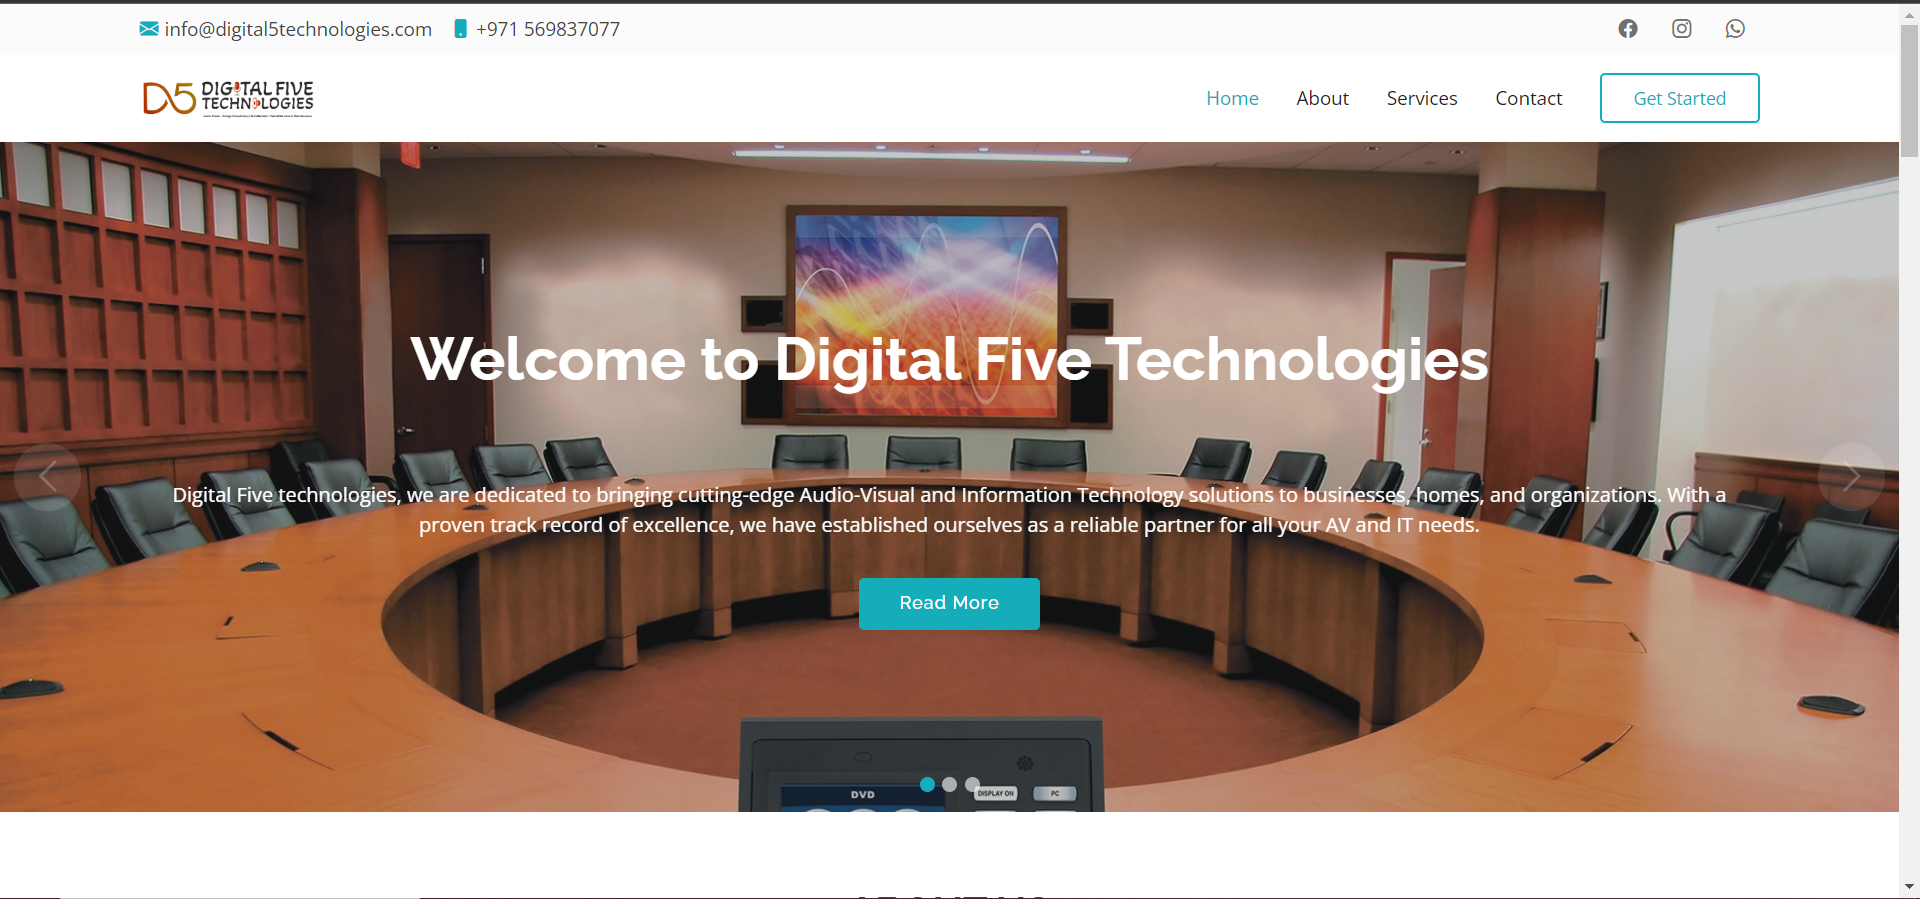 info@digital5technologies.com +971 569837077
D5 DIGITAL FIVE
TECHNOLOGIES
Home About Services Contact Get Started
Welcome to Digital Five Technologies
Digital Five technologies, we are dedicated to bringing cutting-edge Audio-Visual and Information Technology solutions to businesses, homes, and organizations. With a
proven track record of excellence, we have established ourselves as a reliable partner for all your AV and IT needs.
Read More
DVD
DISPLAY ON PC